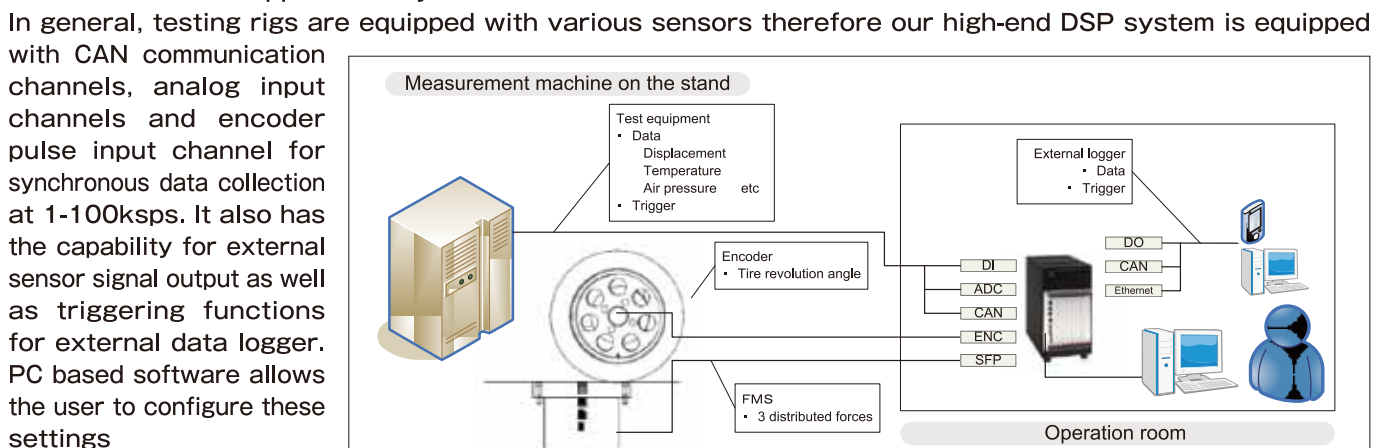 In general, testing rigs are equipped with various sensors therefore our high-end DSP system is equipped
with CAN communication
channels, analog input
channels and encoder
pulse input channel for
synchronous data collection
at 1-100ksps. It also has
the capability for external
sensor signal output as well
as triggering functions
for external data logger.
PC based software allows
the user to configure these
settings
Measurement machine on the stand
Test equipment
▪ Data
Displacement
Temperature
Air pressure etc
▪ Trigger
Encoder
▪ Tire revolution angle
FMS
▪ 3 distributed forces
External logger
▪ Data
▪ Trigger
DI
ADC
CAN
ENC
SFP
DO
CAN
Ethernet
Operation room